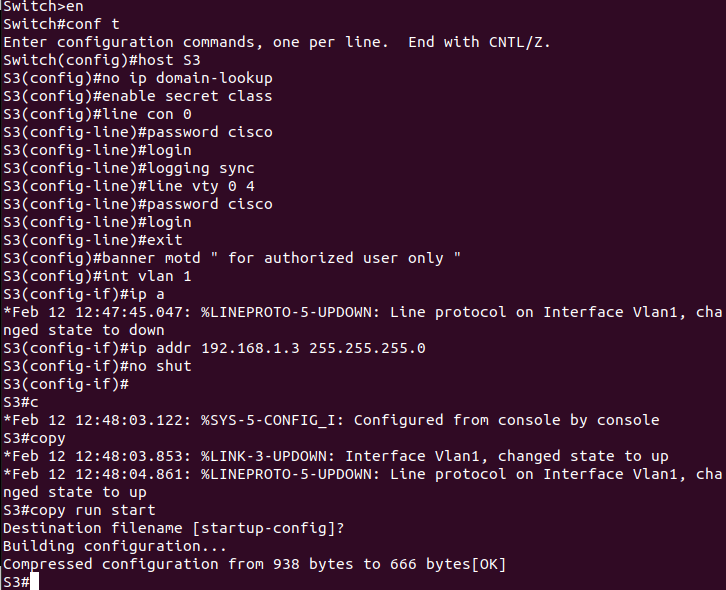 Switch>en
Switch#conf t
Enter configuration commands, one per line.  End with CNTL/Z.
Switch(config)#host S3
S3(config)#no ip domain-lookup
S3(config)#enable secret class
S3(config)#line con 0
S3(config-line)#password cisco
S3(config-line)#login
S3(config-line)#logging sync
S3(config-line)#line vty 0 4
S3(config-line)#password cisco
S3(config-line)#login
S3(config-line)#exit
S3(config)#banner motd " for authorized user only "
S3(config)#int vlan 1
S3(config-if)#ip a
*Feb 12 12:47:45.047: %LINEPROTO-5-UPDOWN: Line protocol on Interface Vlan1, cha
nged state to down
S3(config-if)#ip addr 192.168.1.3 255.255.255.0
S3(config-if)#no shut
S3(config-if)#
S3#c
*Feb 12 12:48:03.122: %SYS-5-CONFIG_I: Configured from console by console
S3#copy
*Feb 12 12:48:03.853: %LINK-3-UPDOWN: Interface Vlan1, changed state to up
*Feb 12 12:48:04.861: %LINEPROTO-5-UPDOWN: Line protocol on Interface Vlan1, cha
nged state to up
S3#copy run start
Destination filename [startup-config]?
Building configuration...
Compressed configuration from 938 bytes to 666 bytes[OK]
S3#